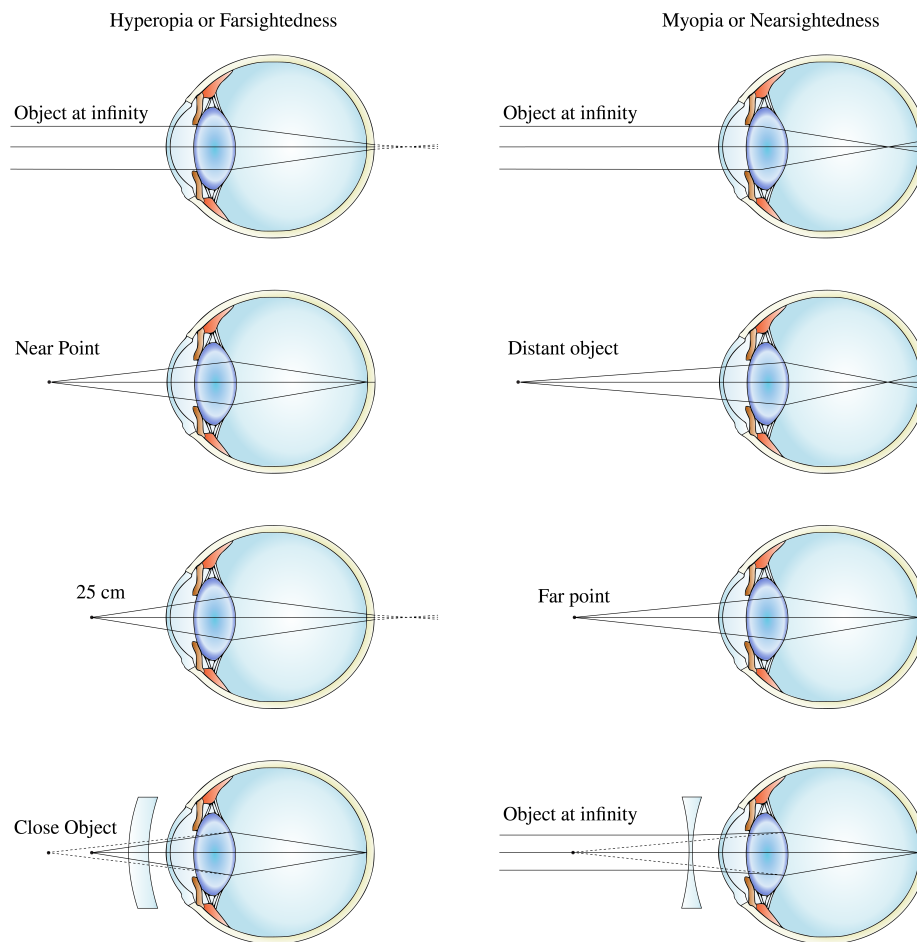 Hyperopia or Farsightedness
Myopia or Nearsightedness
Object at infinity
Object at infinity
Near Point
Distant object
25 cm
Far point
Close Object
Object at infinity